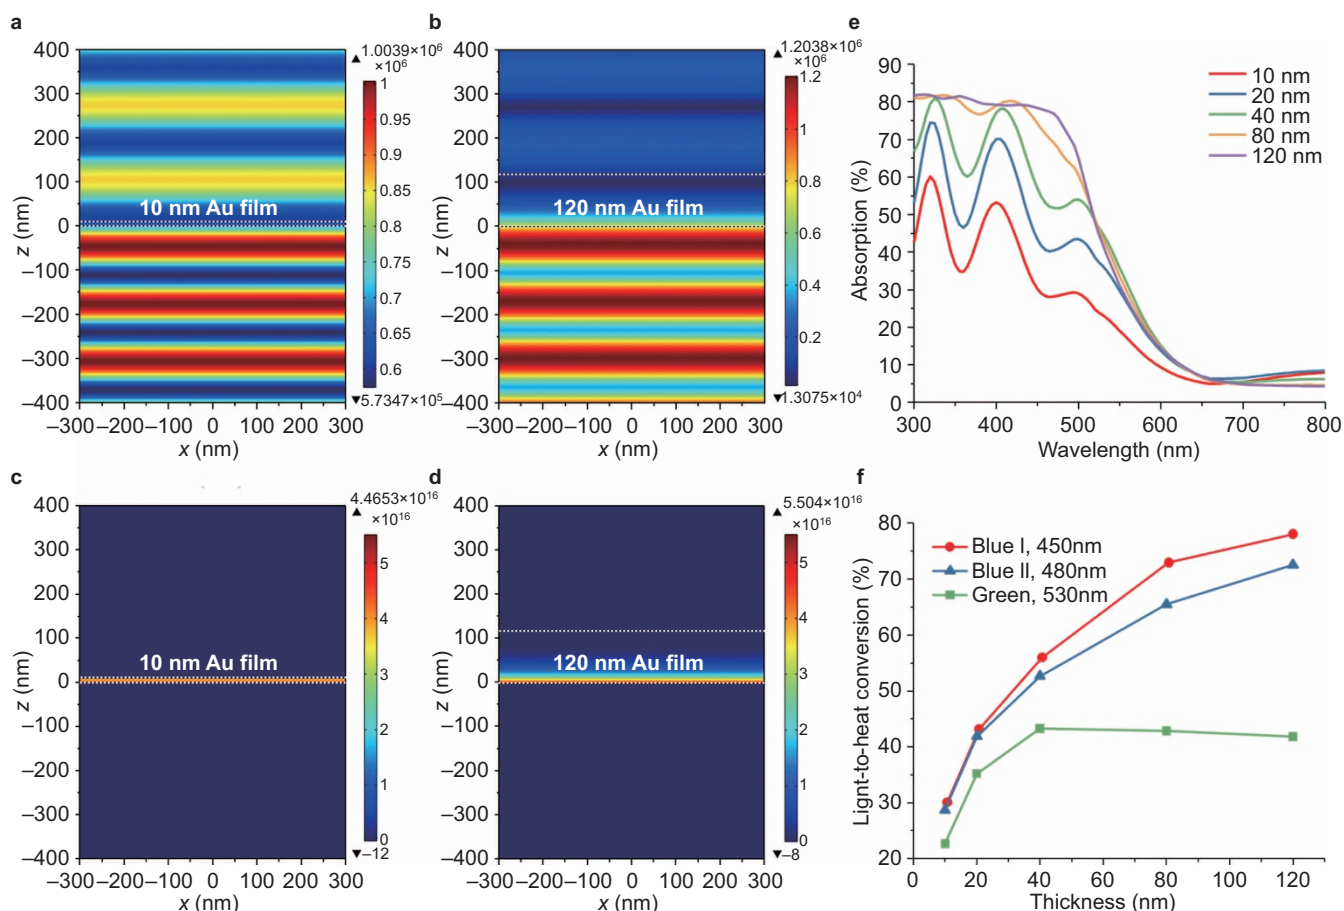 a
1.0039×10⁶
×10⁶
400
300
200
100
0
–100
–200
–300
–400
z (nm)
10 nm Au film
1
0.95
0.9
0.85
0.8
0.75
0.7
0.65
0.6
5.7347×10⁵
–300 –200 –100 0 100 200 300
x (nm)
b
1.2038×10⁶
×10⁶
400
300
200
100
0
–100
–200
–300
–400
z (nm)
120 nm Au film
1.2
1
0.8
0.6
0.4
0.2
1.3075×10⁴
–300 –200 –100 0 100 200 300
x (nm)
e
90
80
70
60
50
40
30
20
10
0
Absorption (%)
10 nm
20 nm
40 nm
80 nm
120 nm
300 400 500 600 700 800
Wavelength (nm)
c
4.4653×10¹⁶
×10¹⁶
400
300
200
100
0
–100
–200
–300
–400
z (nm)
10 nm Au film
5
4
3
2
1
0
–12
–300 –200 –100 0 100 200 300
x (nm)
d
5.504×10¹⁶
×10¹⁶
400
300
200
100
0
–100
–200
–300
–400
z (nm)
120 nm Au film
5
4
3
2
1
0
–8
–300 –200 –100 0 100 200 300
x (nm)
f
80
70
60
50
40
30
20
Lignt-to-heat conversion (%)
Blue I, 450nm
Blue II, 480nm
Green, 530nm
0 20 40 60 80 100 120
Thickness (nm)